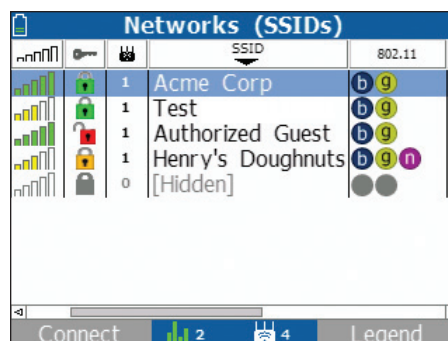 Networks (SSIDs)
SSID 802.11
1 Acme Corp b g
1 Test b g
1 Authorized Guest b g
1 Henry's Doughnuts b g n
0 [Hidden]
Connect 2 4 Legend